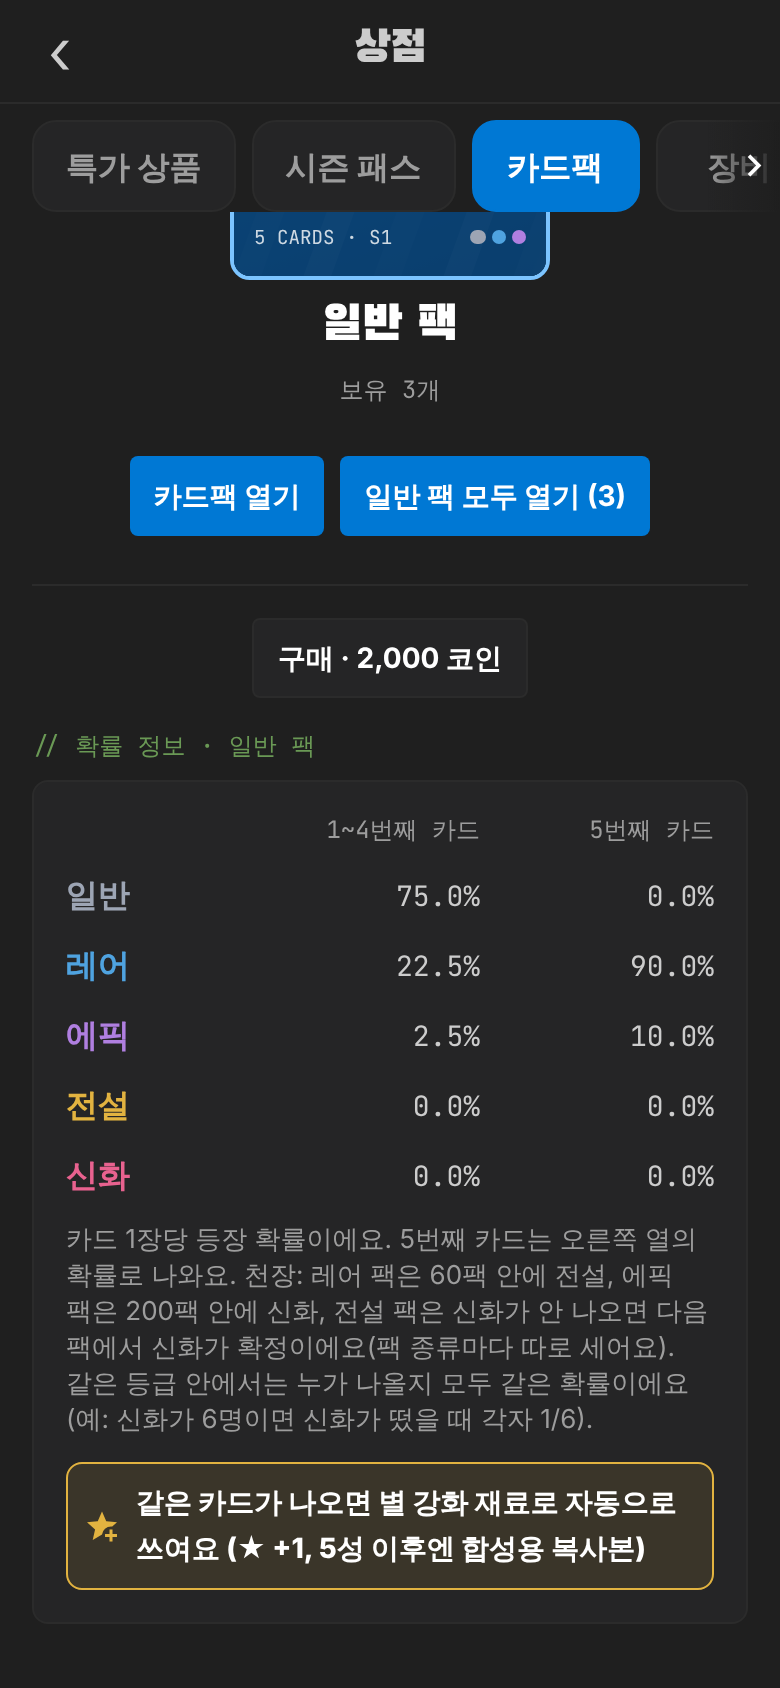 상점
특가 상품
시즌 패스
카드팩
5 CARDS · S1
일반 팩
보유 3개
카드팩 열기
일반 팩 모두 열기 (3)
구매 · 2,000 코인
// 확률 정보 · 일반 팩
1~4번째 카드 5번째 카드
일반 75.0% 0.0%
레어 22.5% 90.0%
에픽 2.5% 10.0%
전설 0.0% 0.0%
신화 0.0% 0.0%
카드 1장당 등장 확률이에요. 5번째 카드는 오른쪽 열의
확률로 나와요. 천장: 레어 팩은 60팩 안에 전설, 에픽
팩은 200팩 안에 신화, 전설 팩은 신화가 안 나오면 다음
팩에서 신화가 확정이에요(팩 종류마다 따로 세어요).
같은 등급 안에서는 누가 나올지 모두 같은 확률이에요
(예: 신화가 6명이면 신화가 떴을 때 각자 1/6).
같은 카드가 나오면 별 강화 재료로 자동으로
쓰여요 (★ +1, 5성 이후엔 합성용 복사본)